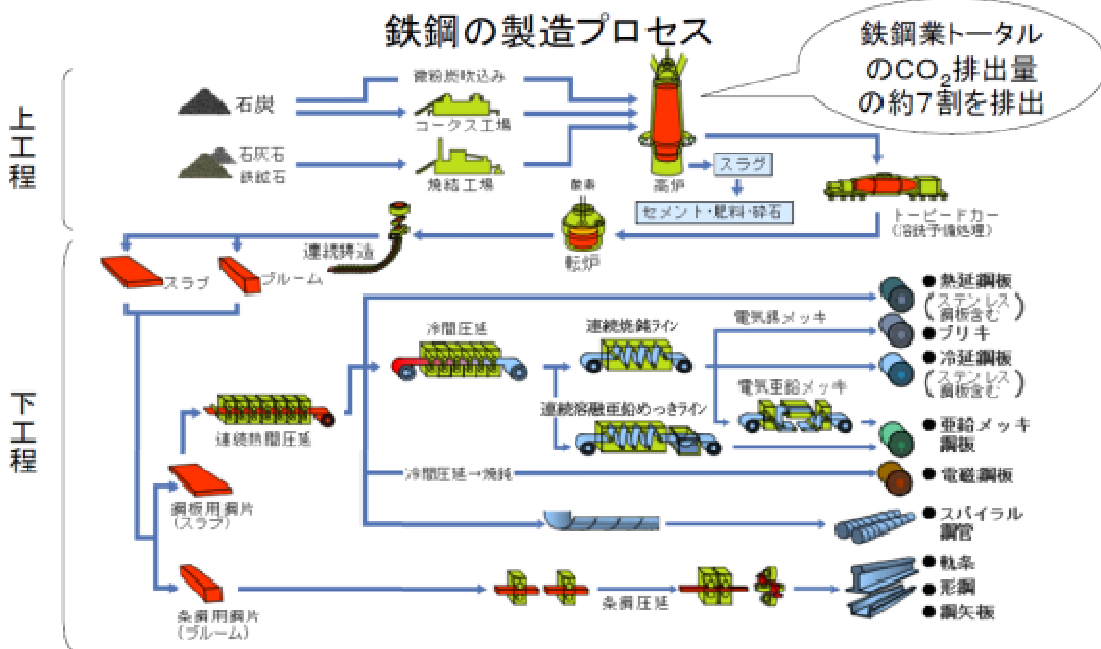 鉄鋼の製造プロセス
鉄鋼業トータル
のCO₂排出量
の約7割を排出
上工程
微粉炭吹込み
石炭
コークス工場
石灰石
鉄鉱石
焼結工場
高炉
スラグ
セメント・肥料・砕石
トーピードカー
(溶銑予備処理)
酸素
転炉
連続鋳造
スラブ
ブルーム
下工程
連続熱間圧延
鋼板用鋼片
(スラブ)
条鋼用鋼片
(ブルーム)
冷間圧延
連続焼鈍ライン
連続溶融亜鉛めっきライン
電気錫メッキ
電気亜鉛メッキ
冷間圧延→焼鈍
条鋼圧延
●熱延鋼板
(ステンレス
鋼板含む)
●ブリキ
●冷延鋼板
(ステンレス
鋼板含む)
●亜鉛メッキ
鋼板
●電磁鋼板
●スパイラル
鋼管
●軌条
●形鋼
●鋼矢板